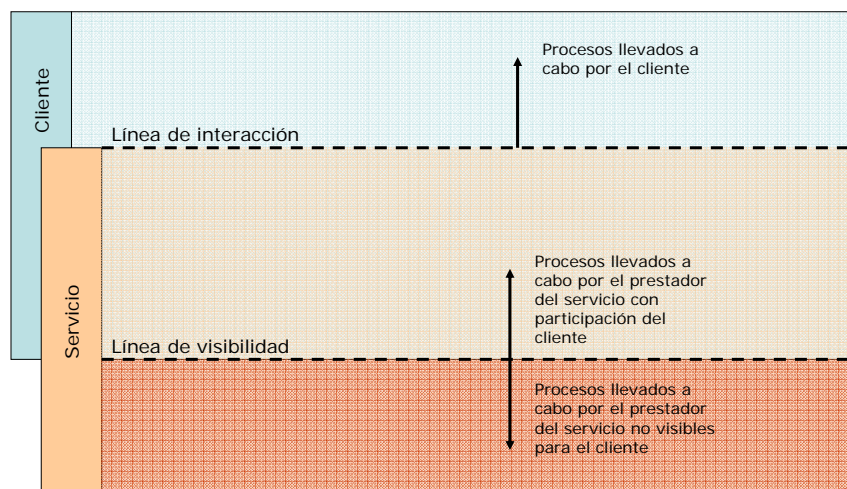 Cliente
Procesos llevados a
cabo por el cliente
Línea de interacción
Servicio
Procesos llevados a
cabo por el prestador
del servicio con
participación del
cliente
Línea de visibilidad
Procesos llevados a
cabo por el prestador
del servicio no visibles
para el cliente